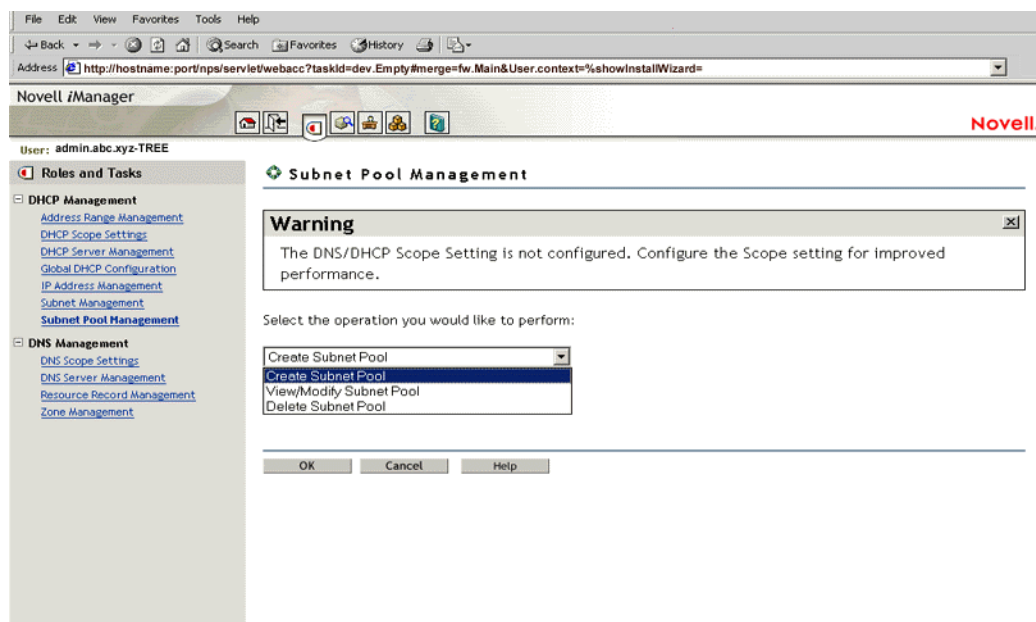 File Edit View Favorites Tools Help
Back Search Favorites History
Address http://hostname:port/nps/servlet/webacc?taskId=dev.Empty#merge=fw.Main&User.context=%showInstallWizard=
Novell iManager
Novell.
User: admin.abc.xyz-TREE
Roles and Tasks
DHCP Management
Address Range Management
DHCP Scope Settings
DHCP Server Management
Global DHCP Configuration
IP Address Management
Subnet Management
Subnet Pool Management
DNS Management
DNS Scope Settings
DNS Server Management
Resource Record Management
Zone Management
Subnet Pool Management
Warning
The DNS/DHCP Scope Setting is not configured. Configure the Scope setting for improved
performance.
Select the operation you would like to perform:
Create Subnet Pool
Create Subnet Pool
View/Modify Subnet Pool
Delete Subnet Pool
OK Cancel Help